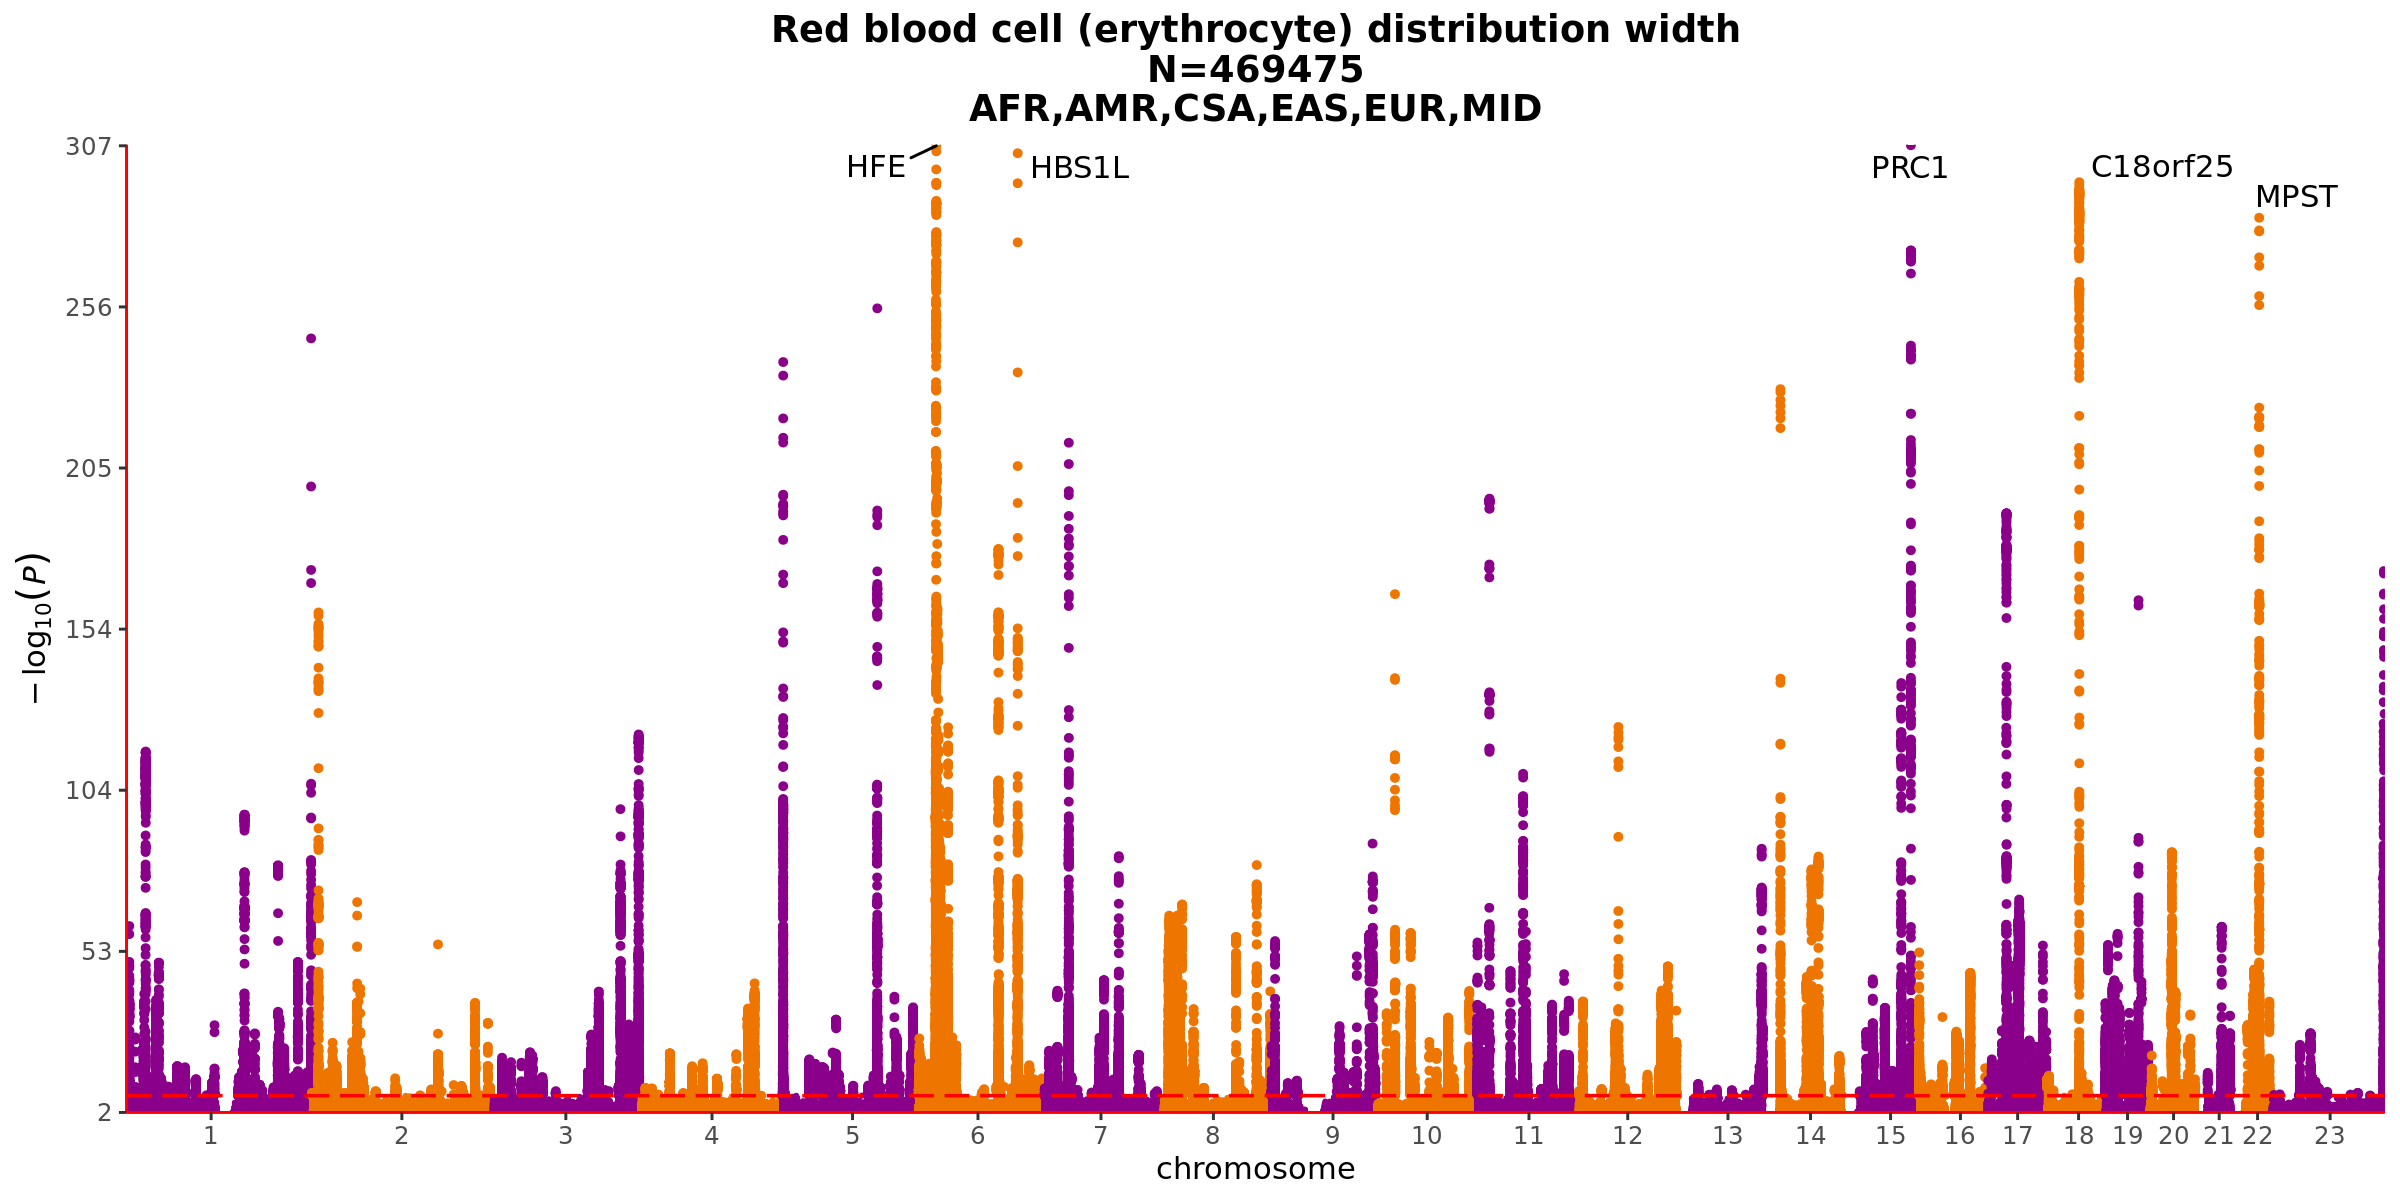 Red blood cell (erythrocyte) distribution width
N=469475
AFR,AMR,CSA,EAS,EUR,MID
307
256
205
154
104
53
2
−log10(P)
HFE
HBS1L
PRC1
C18orf25
MPST
1 2 3 4 5 6 7 8 9 10 11 12 13 14 15 16 17 18 19 20 21 22 23
chromosome